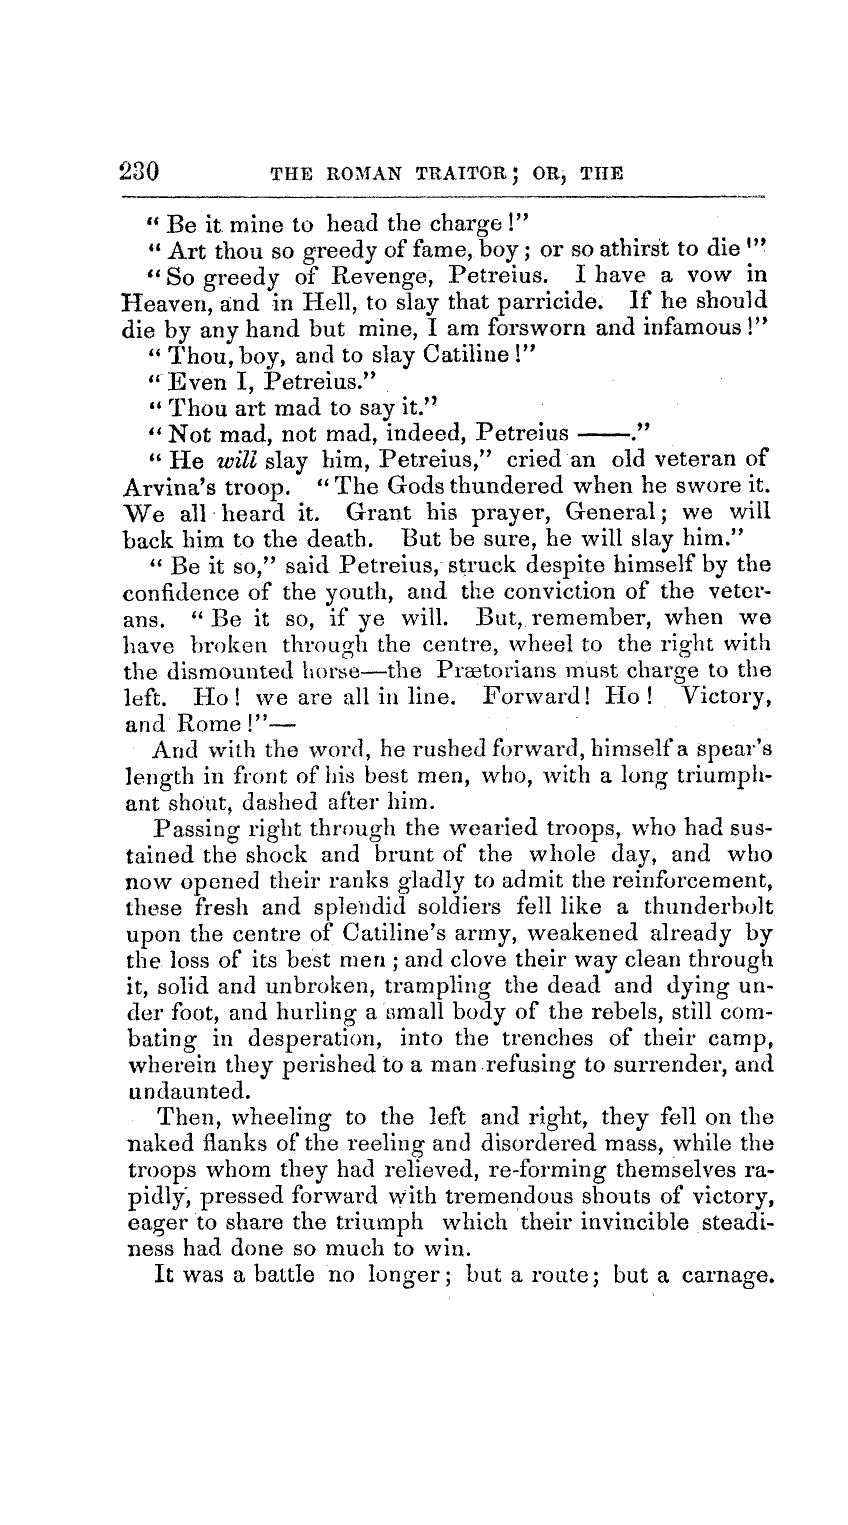 230 THE ROMAN TRAITOR; OR, THE
“ Be it mine to head the charge !”
“ Art thou so greedy of fame, boy ; or so athirst to die !”
“ So greedy of Revenge, Petreius. I have a vow in
Heaven, and in Hell, to slay that parricide. If he should
die by any hand but mine, I am forsworn and infamous !”
“ Thou, boy, and to slay Catiline !”
“ Even I, Petreius.”
“ Thou art mad to say it.”
“ Not mad, not mad, indeed, Petreius ——.”
“ He will slay him, Petreius,” cried an old veteran of
Arvina’s troop. “ The Gods thundered when he swore it.
We all heard it. Grant his prayer, General; we will
back him to the death. But be sure, he will slay him.”
“ Be it so,” said Petreius, struck despite himself by the
confidence of the youth, and the conviction of the veter-
ans. “ Be it so, if ye will. But, remember, when we
have broken through the centre, wheel to the right with
the dismounted horse—the Prætorians must charge to the
left. Ho ! we are all in line. Forward! Ho ! Victory,
and Rome !”—
And with the word, he rushed forward, himself a spear’s
length in front of his best men, who, with a long triumph-
ant shout, dashed after him.
Passing right through the wearied troops, who had sus-
tained the shock and brunt of the whole day, and who
now opened their ranks gladly to admit the reinforcement,
these fresh and splendid soldiers fell like a thunderbolt
upon the centre of Catiline’s army, weakened already by
the loss of its best men ; and clove their way clean through
it, solid and unbroken, trampling the dead and dying un-
der foot, and hurling a small body of the rebels, still com-
bating in desperation, into the trenches of their camp,
wherein they perished to a man refusing to surrender, and
undaunted.
Then, wheeling to the left and right, they fell on the
naked flanks of the reeling and disordered mass, while the
troops whom they had relieved, re-forming themselves ra-
pidly, pressed forward with tremendous shouts of victory,
eager to share the triumph which their invincible steadi-
ness had done so much to win.
It was a battle no longer; but a route; but a carnage.